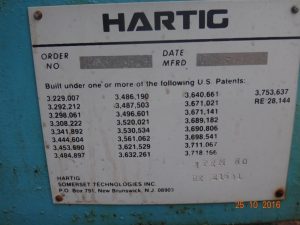 HARTIG
ORDER NO. DATE MFRD
Built under one or more of the following U.S. Patents:
3,229,007 3,486,190 3,640,661 3,753,637
3,292,212 3,487,503 3,671,021 RE 28,144
3,298,061 3,496,601 3,671,141
3,308,222 3,520,021 3,689,182
3,341,892 3,530,534 3,690,806
3,444,604 3,561,062 3,698,541
3,453,690 3,621,529 3,711,067
3,484,897 3,632,261 3,718,166
HARTIG
SOMERSET TECHNOLOGIES INC.
P.O. Box 791, New Brunswick, N.J. 08903
25 10 2016